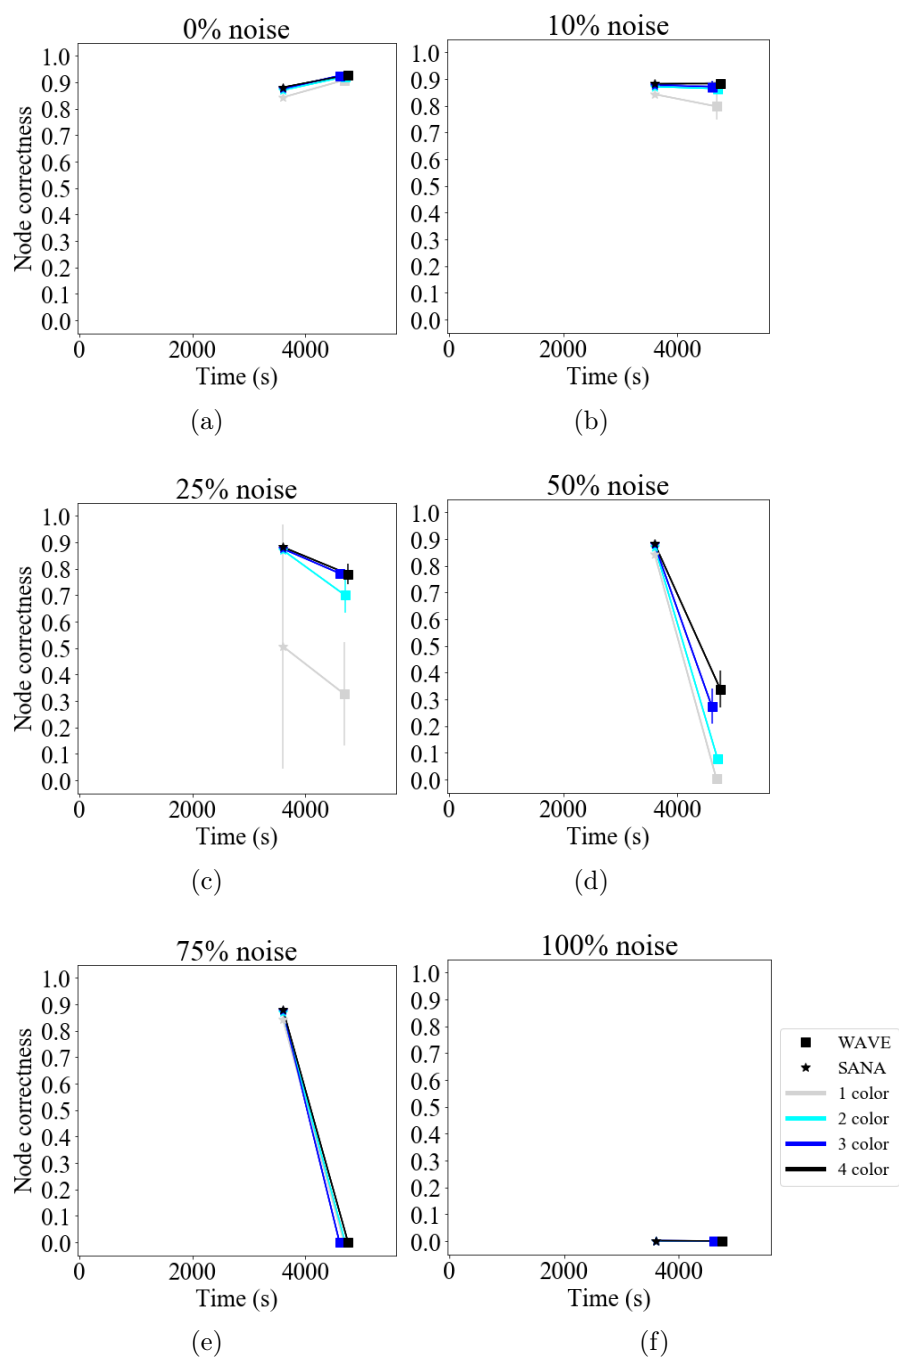 0% noise
10% noise
Node correctness
1.0
0.9
0.8
0.7
0.6
0.5
0.4
0.3
0.2
0.1
0.0
0 2000 4000
Time (s)
(a)
1.0
0.9
0.8
0.7
0.6
0.5
0.4
0.3
0.2
0.1
0.0
0 2000 4000
Time (s)
(b)
25% noise
50% noise
Node correctness
1.0
0.9
0.8
0.7
0.6
0.5
0.4
0.3
0.2
0.1
0.0
0 2000 4000
Time (s)
(c)
1.0
0.9
0.8
0.7
0.6
0.5
0.4
0.3
0.2
0.1
0.0
0 2000 4000
Time (s)
(d)
75% noise
100% noise
Node correctness
1.0
0.9
0.8
0.7
0.6
0.5
0.4
0.3
0.2
0.1
0.0
0 2000 4000
Time (s)
(e)
1.0
0.9
0.8
0.7
0.6
0.5
0.4
0.3
0.2
0.1
0.0
0 2000 4000
Time (s)
(f)
WAVE
SANA
1 color
2 color
3 color
4 color